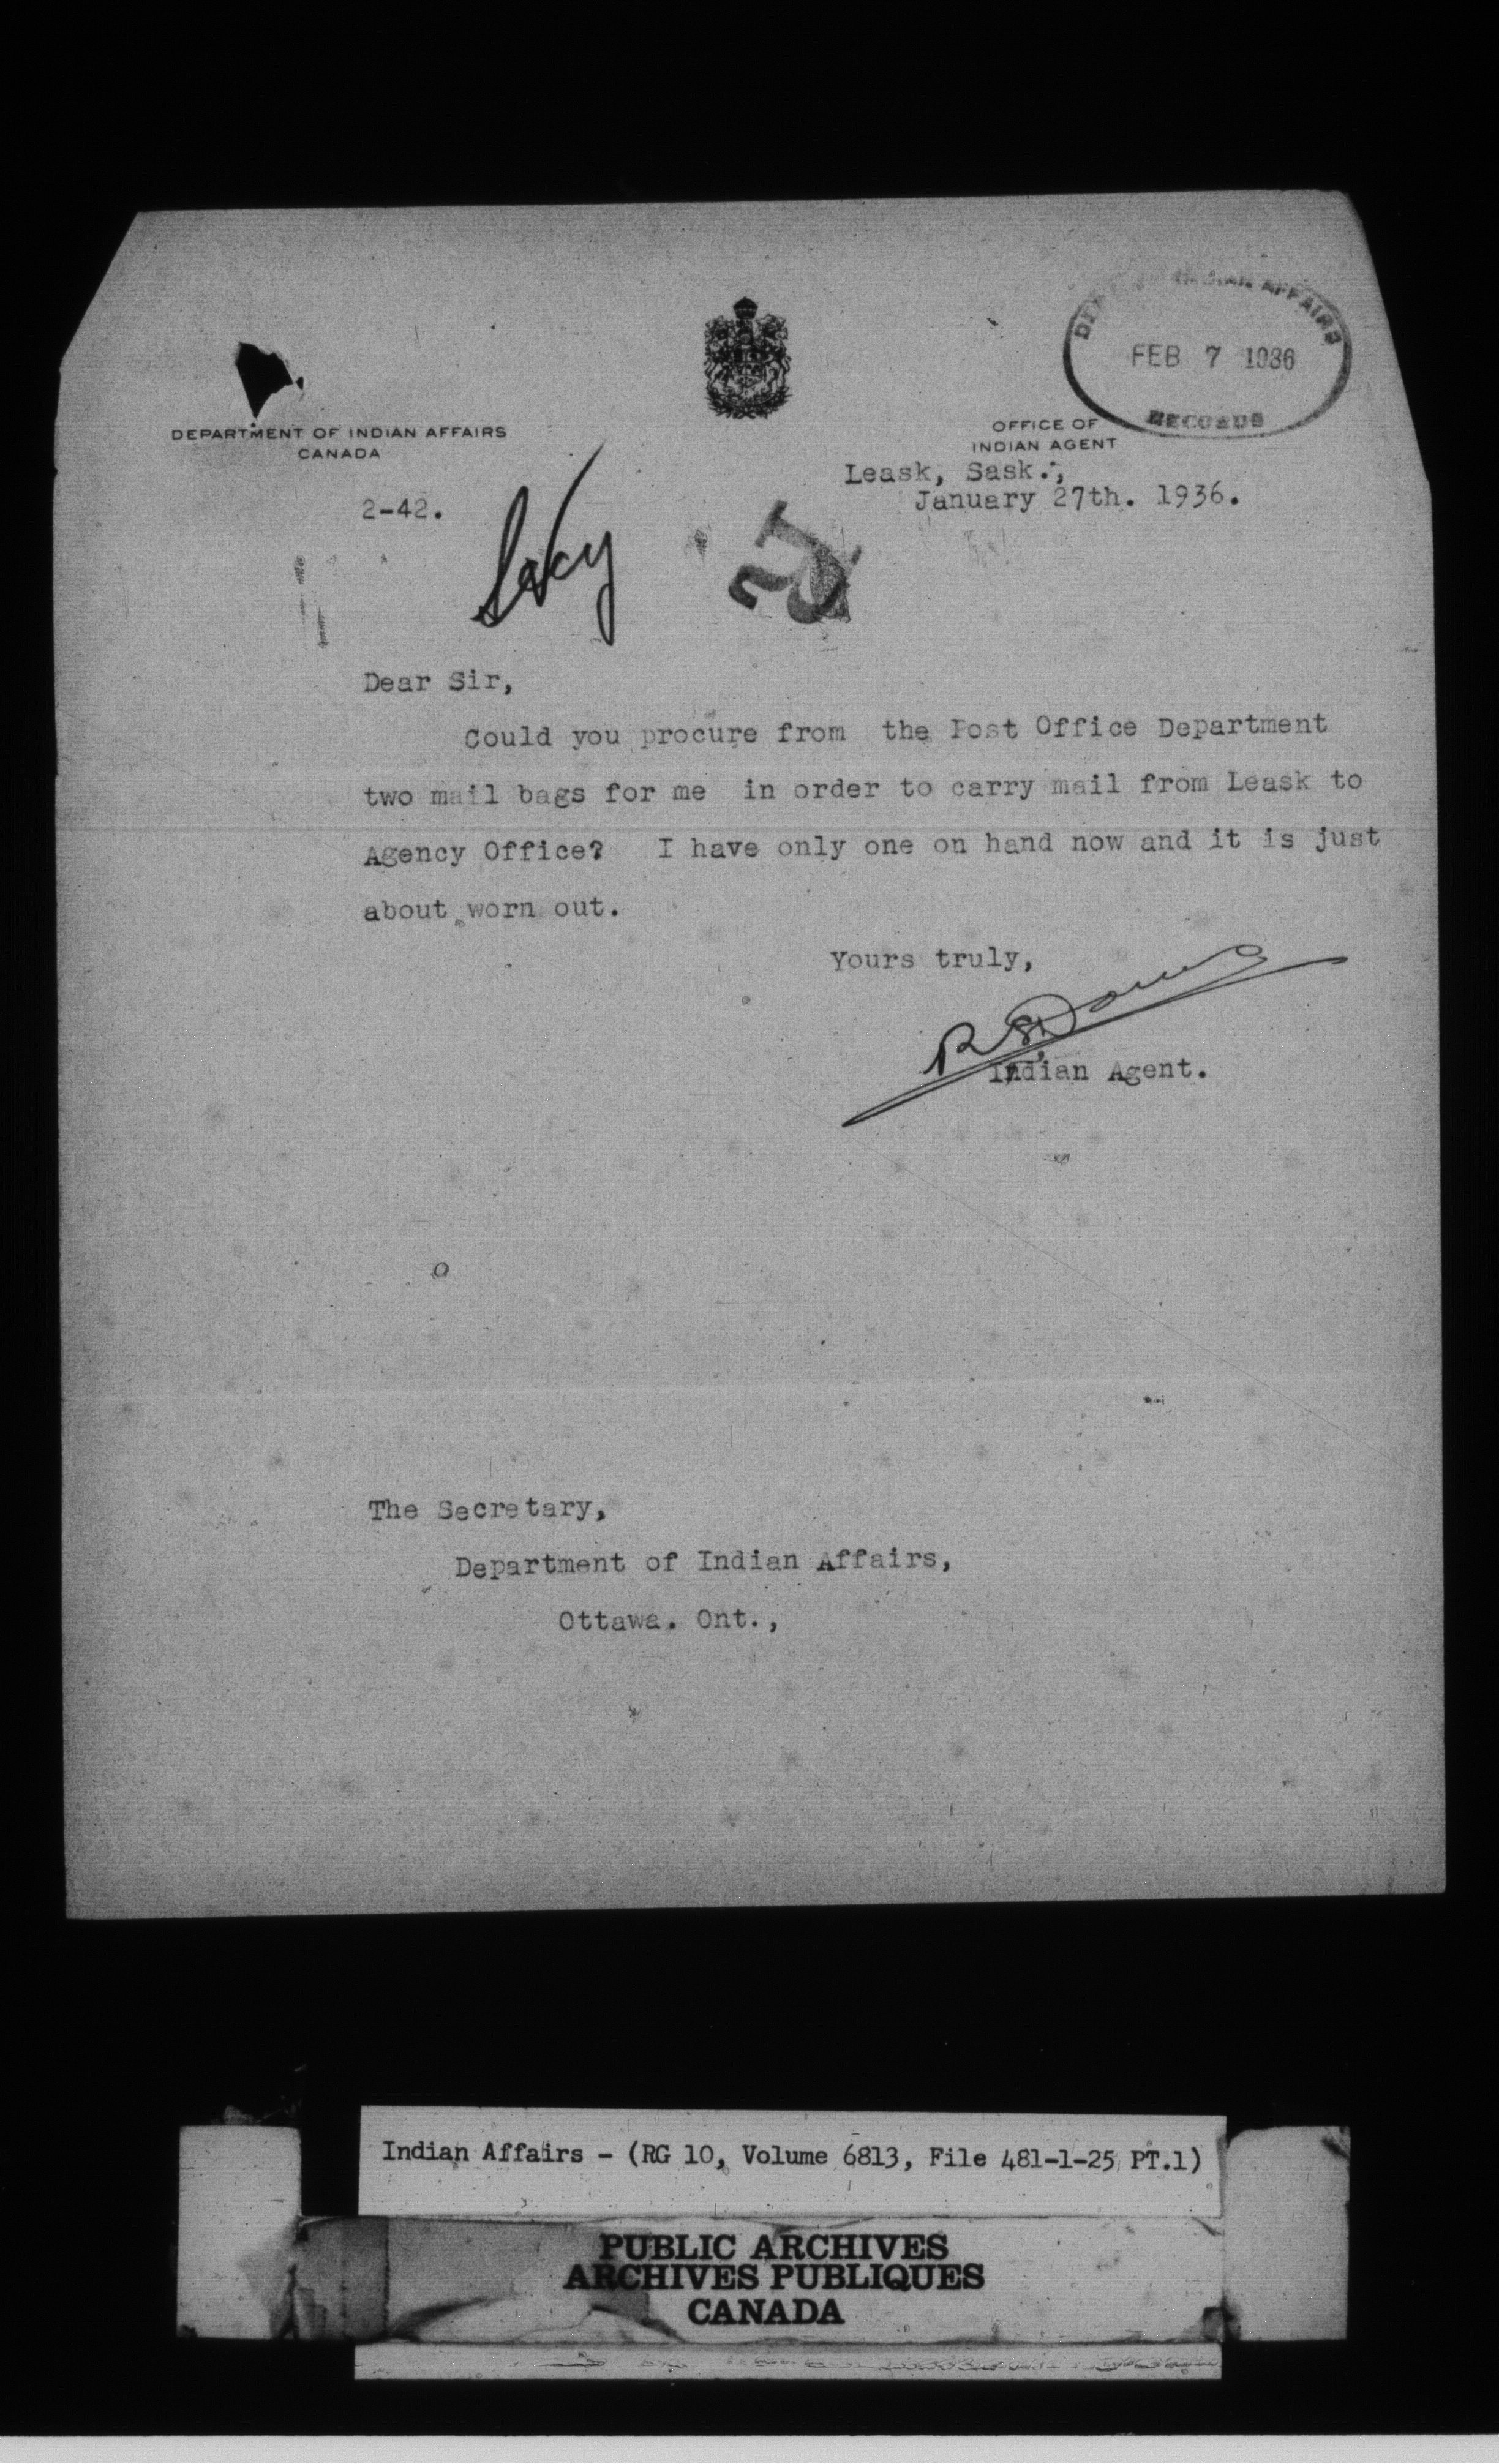 DEPT. OF INDIAN AFFAIRS
FEB 7 1936
RECORDS
DEPARTMENT OF INDIAN AFFAIRS
CANADA
OFFICE OF
INDIAN AGENT
Leask, Sask.,
January 27th. 1936.
2-42.
Dear Sir,
Could you procure from the Post Office Department
two mail bags for me in order to carry mail from Leask to
Agency Office? I have only one on hand now and it is just
about worn out.
Yours truly,
Indian Agent.
The Secretary,
Department of Indian Affairs,
Ottawa. Ont.,
Indian Affairs - (RG 10, Volume 6813, File 481-1-25 PT.1)
PUBLIC ARCHIVES
ARCHIVES PUBLIQUES
CANADA